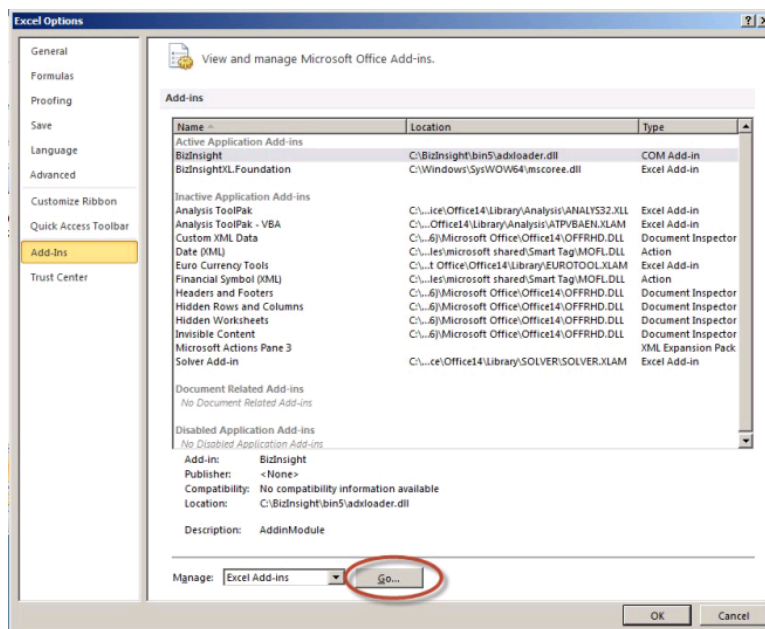 Excel Options
General
Formulas
Proofing
Save
Language
Advanced
Customize Ribbon
Quick Access Toolbar
Add-Ins
Trust Center
View and manage Microsoft Office Add-ins.
Add-ins
Name Location Type
Active Application Add-ins
BizInsight C:\BizInsight\bin5\adxloader.dll COM Add-in
BizInsightXL.Foundation C:\Windows\SysWOW64\mscoree.dll Excel Add-in
Inactive Application Add-ins
Analysis ToolPak C:\...ice\Office14\Library\Analysis\ANALYS32.XLL Excel Add-in
Analysis ToolPak - VBA C:\...Office14\Library\Analysis\ATPVBAEN.XLAM Excel Add-in
Custom XML Data C:\...6)\Microsoft Office\Office14\OFFRHD.DLL Document Inspector
Date (XML) C:\...les\microsoft shared\Smart Tag\MOFL.DLL Action
Euro Currency Tools C:\...t Office\Office14\Library\EUROTOOL.XLAM Excel Add-in
Financial Symbol (XML) C:\...les\microsoft shared\Smart Tag\MOFL.DLL Action
Headers and Footers C:\...6)\Microsoft Office\Office14\OFFRHD.DLL Document Inspector
Hidden Rows and Columns C:\...6)\Microsoft Office\Office14\OFFRHD.DLL Document Inspector
Hidden Worksheets C:\...6)\Microsoft Office\Office14\OFFRHD.DLL Document Inspector
Invisible Content C:\...6)\Microsoft Office\Office14\OFFRHD.DLL Document Inspector
Microsoft Actions Pane 3 XML Expansion Pack
Solver Add-in C:\...ce\Office14\Library\SOLVER\SOLVER.XLAM Excel Add-in
Document Related Add-ins
No Document Related Add-ins
Disabled Application Add-ins
No Disabled Application Add-ins
Add-in: BizInsight
Publisher: <None>
Compatibility: No compatibility information available
Location: C:\BizInsight\bin5\adxloader.dll
Description: AddinModule
Manage: Excel Add-ins Go...
OK Cancel